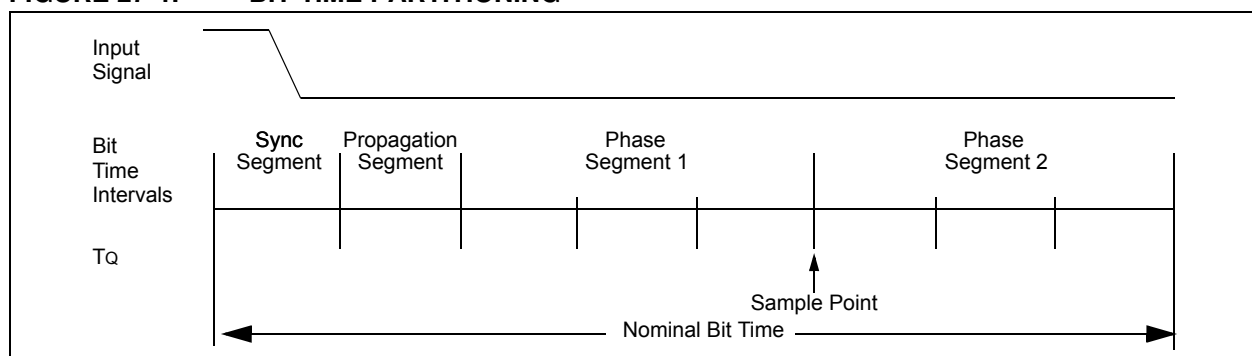 Input
Signal
Bit
Time
Intervals
Sync
Segment
Propagation
Segment
Phase
Segment 1
Phase
Segment 2
TQ
Sample Point
Nominal Bit Time